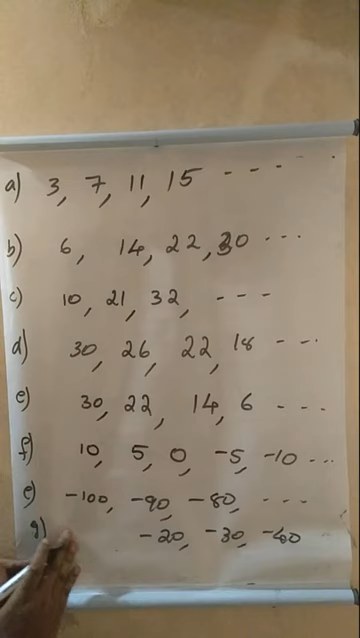 a) 3, 7, 11, 15 - - - -
b) 6, 14, 22, 30 - - -
c) 10, 21, 32, - - -
d) 30, 26, 22, 18 - - -
e) 30, 22, 14, 6 - - -
f) 10, 5, 0, -5, -10 - - -
e) -100, -90, -80, - - -
g) -20, -30, -40